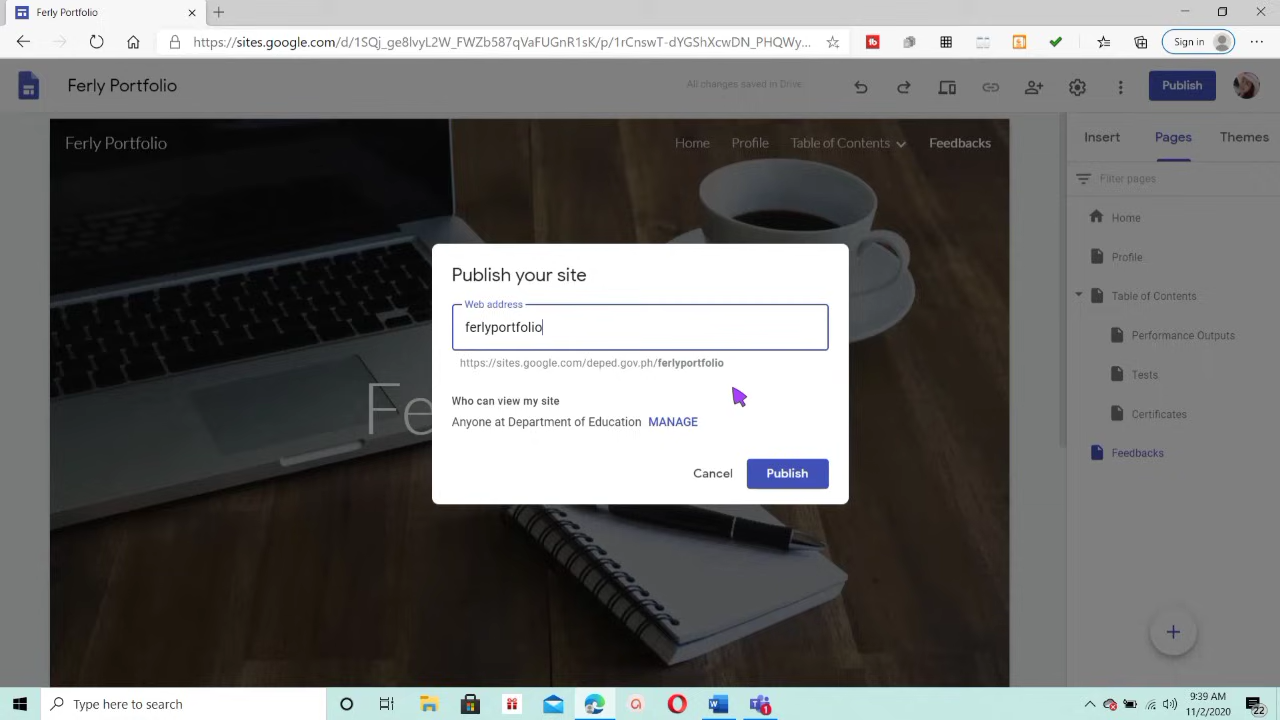 Ferly Portfolio
https://sites.google.com/d/1SQj_ge8lvyL2W_FWZb587qVaFUGnR1sK/p/1rCnswT-dYGShXcwDN_PHQWy...
Sign in
Ferly Portfolio
All changes saved in Drive
Publish
Ferly Portfolio
Home
Profile
Table of Contents
Feedbacks
Insert
Pages
Themes
Filter pages
Home
Profile
Table of Contents
Performance Outputs
Tests
Certificates
Feedbacks
Fe
Publish your site
Web address
ferlyportfolio
https://sites.google.com/deped.gov.ph/ferlyportfolio
Who can view my site
Anyone at Department of Education MANAGE
Cancel
Publish
Type here to search
1
9:39 AM
11/2/2020
22